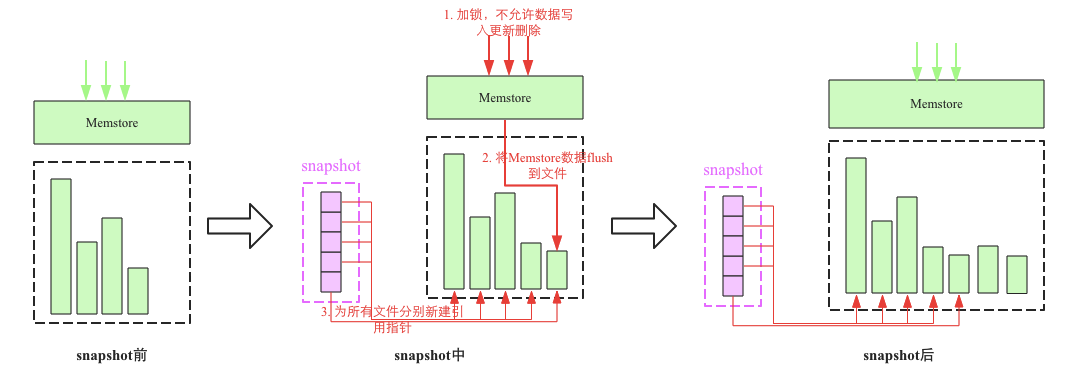 1. 加锁，不允许数据写
入更新删除
Memstore
Memstore
Memstore
snapshot
2. 将Memstore数据flush
到文件
snapshot
3. 为所有文件分别新建引
用指针
snapshot前
snapshot中
snapshot后